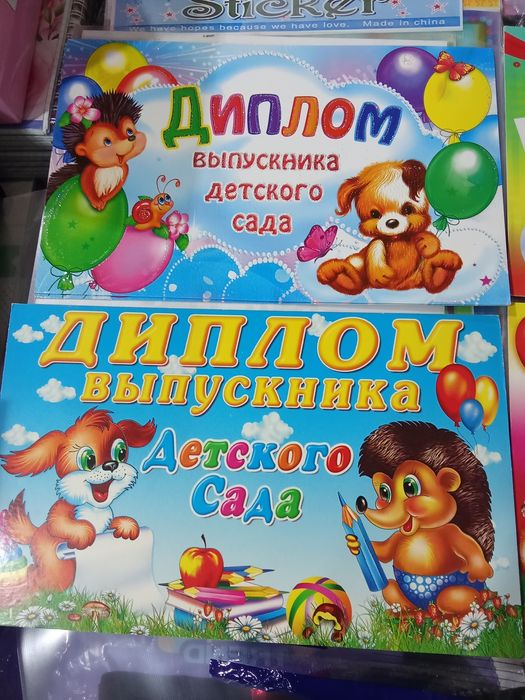 Sticker
We have hopes because we have love. Made in china
Диплом
выпускника
детского
сада
ДИПЛОМ
выпускника
Детского
Сада